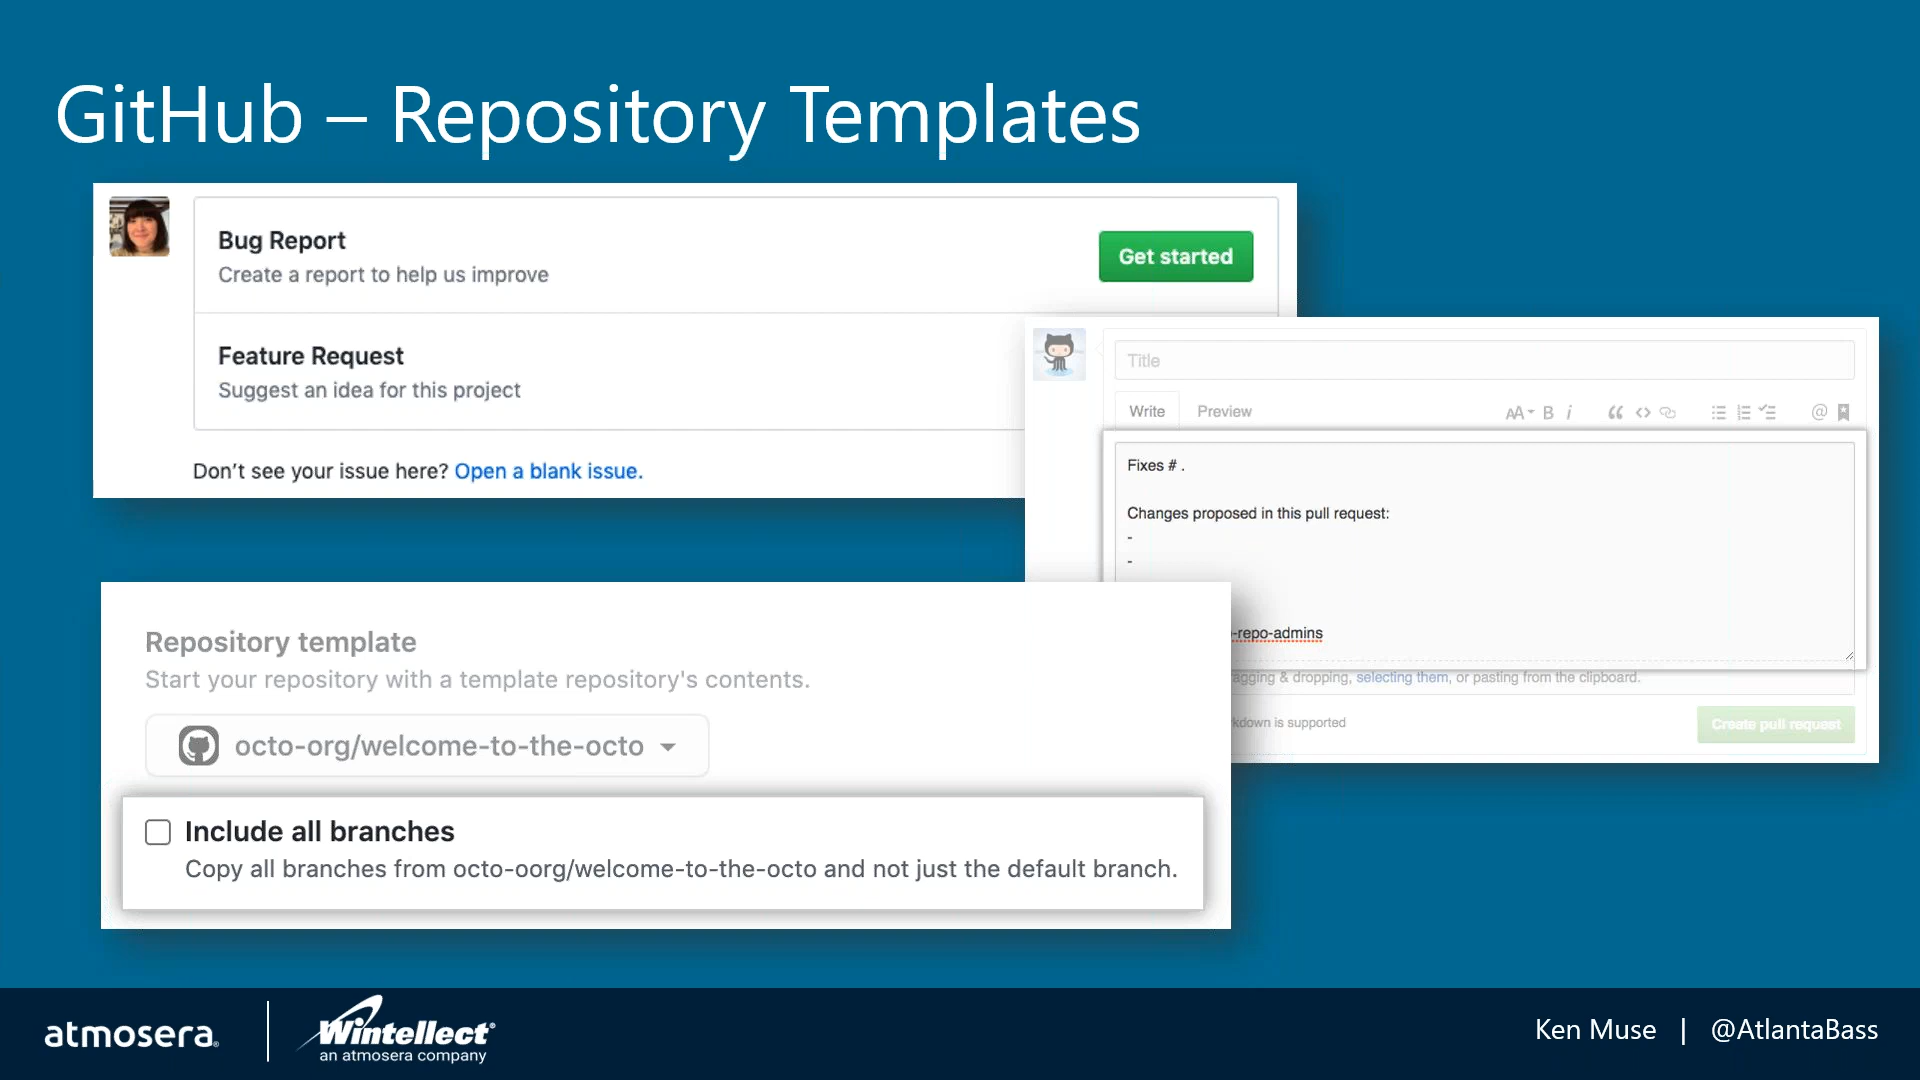 GitHub – Repository Templates
Bug Report
Create a report to help us improve
Get started
Feature Request
Suggest an idea for this project
Don't see your issue here? Open a blank issue.
Title
Write Preview
AA B i
Fixes # .
Changes proposed in this pull request:
-
-
-repo-admins
agging & dropping, selecting them, or pasting from the clipboard.
kdown is supported
Create pull request
Repository template
Start your repository with a template repository's contents.
octo-org/welcome-to-the-octo
Include all branches
Copy all branches from octo-oorg/welcome-to-the-octo and not just the default branch.
atmosera®
Wintellect®
an atmosera company
Ken Muse | @AtlantaBass